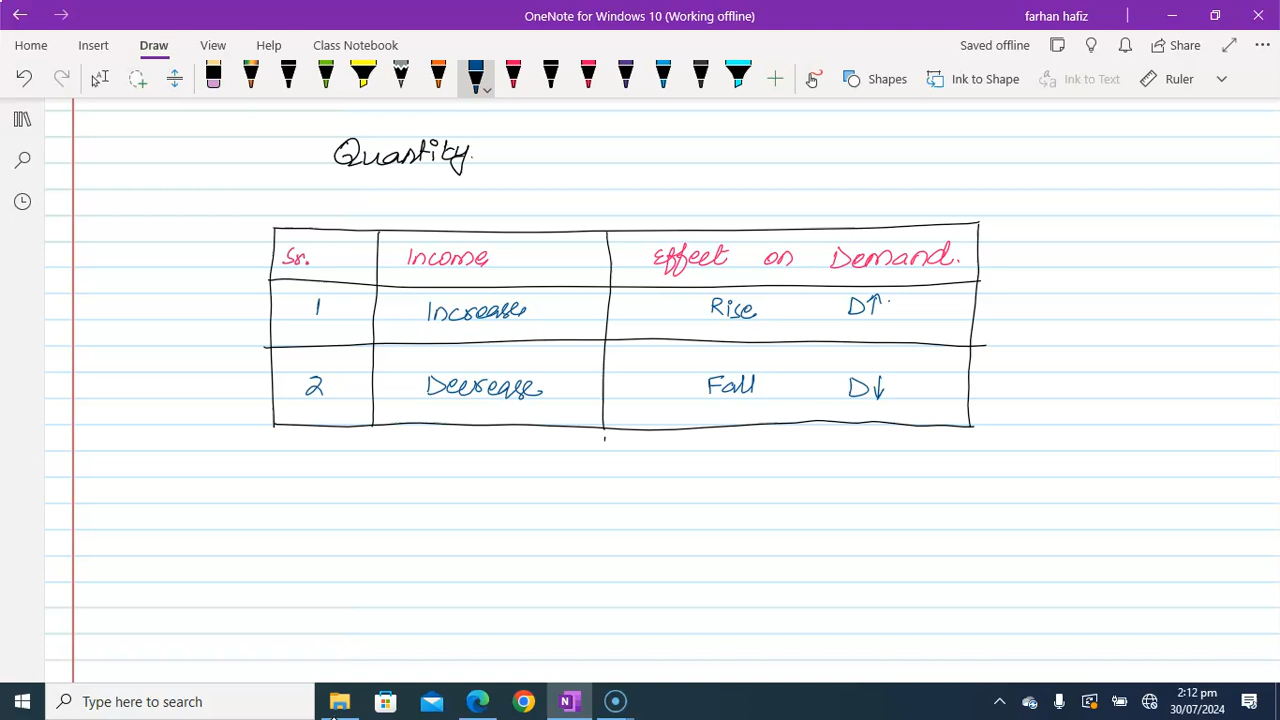 OneNote for Windows 10 (Working offline)
farhan hafiz
Home Insert Draw View Help Class Notebook
Saved offline
Share
Shapes
Ink to Shape
Ink to Text
Ruler
Quantity.
Sr. Income Effect on Demand.
1 Increase Rise D↑
2 Decrease Fall D↓
Type here to search
2:12 pm
30/07/2024